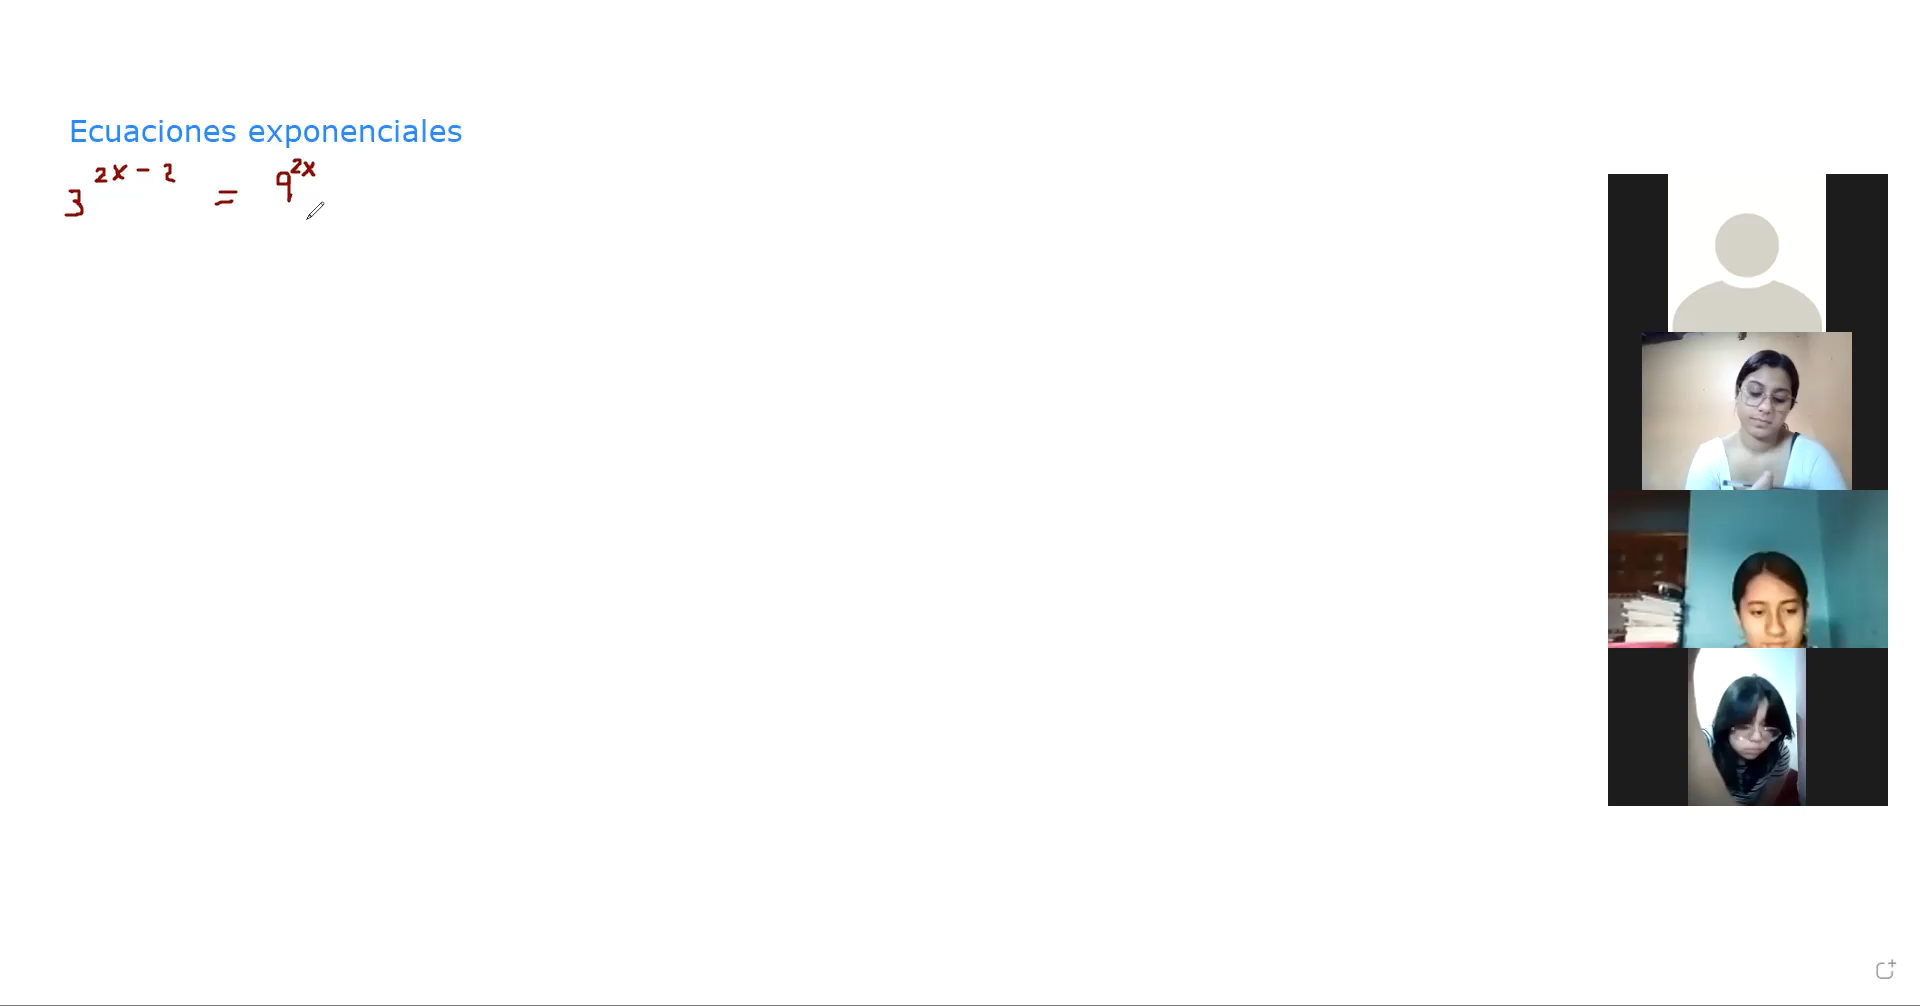 Ecuaciones exponenciales
3^{2x - 2} = 9^{2x}